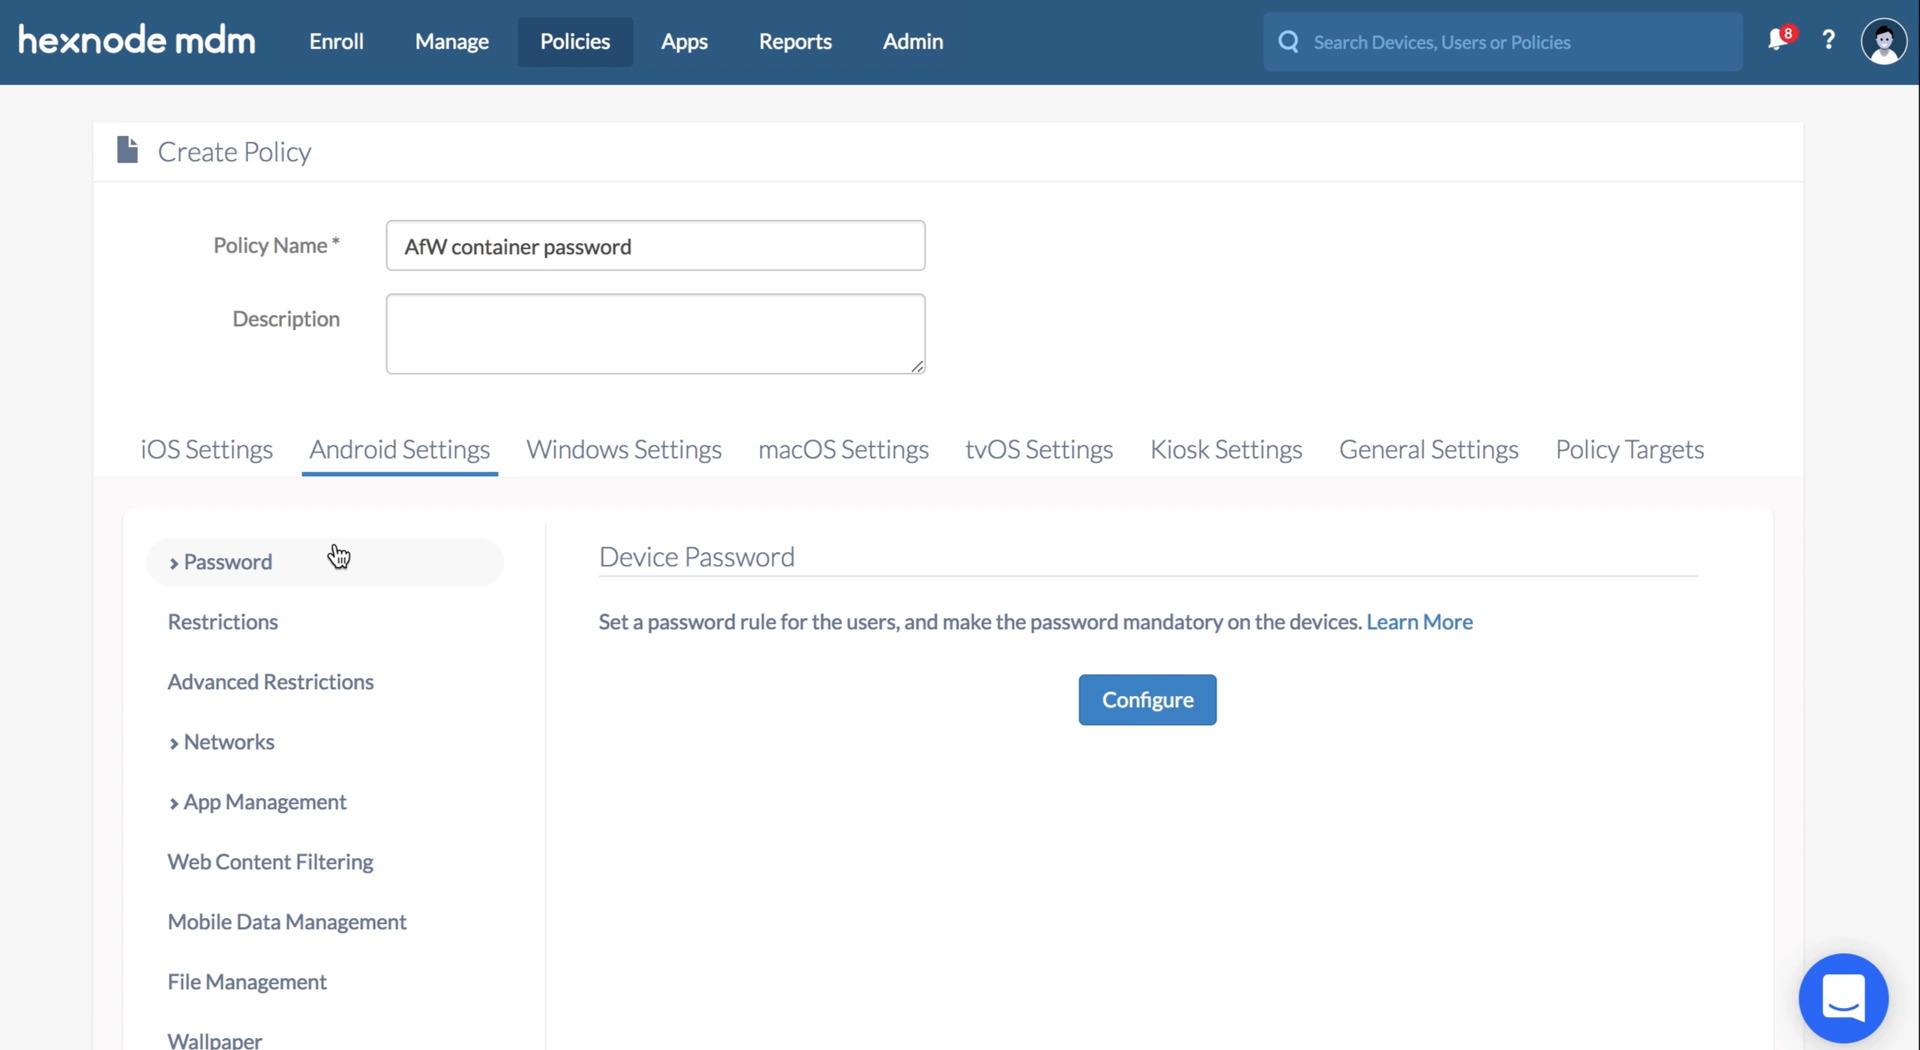 hexnode mdm Enroll Manage Policies Apps Reports Admin Search Devices, Users or Policies 8 ?
Create Policy
Policy Name * AfW container password
Description
iOS Settings Android Settings Windows Settings macOS Settings tvOS Settings Kiosk Settings General Settings Policy Targets
Password
Device Password
Restrictions
Set a password rule for the users, and make the password mandatory on the devices. Learn More
Advanced Restrictions
Configure
Networks
App Management
Web Content Filtering
Mobile Data Management
File Management
Wallpaper